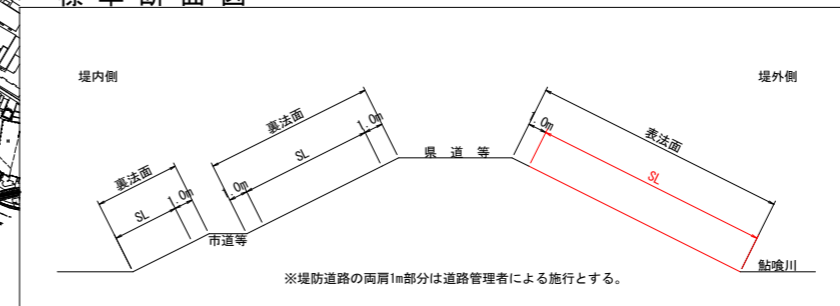 標準断面図
堤内側
堤外側
裏法面
1.0m
SL
裏法面
1.0m
1.0m
SL
県道等
市道等
1.0m
表法面
SL
鮎喰川
※堤防道路の両肩1m部分は道路管理者による施行とする。